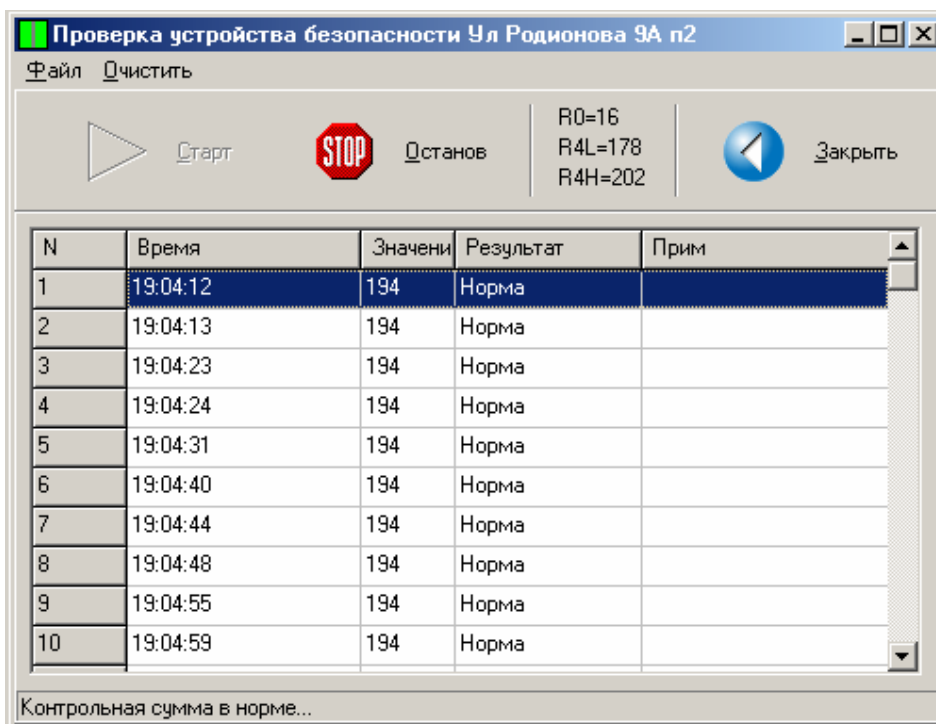 Проверка устройства безопасности Ул Родионова 9А п2
Файл Очистить
Старт
STOP
Останов
R0=16
R4L=178
R4H=202
Закрыть
N Время Значени Результат Прим
1 19:04:12 194 Норма
2 19:04:13 194 Норма
3 19:04:23 194 Норма
4 19:04:24 194 Норма
5 19:04:31 194 Норма
6 19:04:40 194 Норма
7 19:04:44 194 Норма
8 19:04:48 194 Норма
9 19:04:55 194 Норма
10 19:04:59 194 Норма
Контрольная сумма в норме...